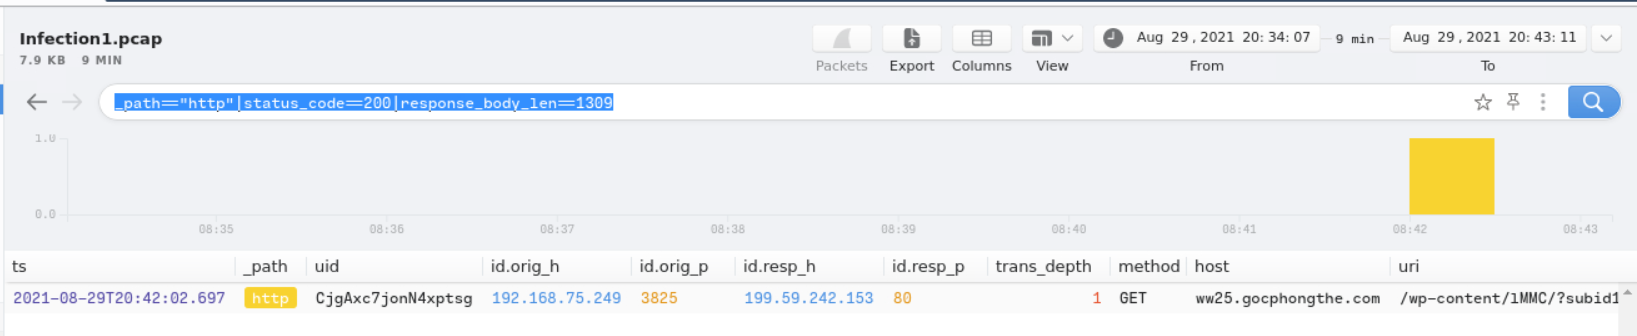 Infection1.pcap
7.9 KB 9 MIN
Packets Export Columns View
Aug 29 , 2021 20: 34: 07 9 min Aug 29 , 2021 20: 43: 11
From To
_path=="http"|status_code==200|response_body_len==1309
1.0
0.0
08:35 08:36 08:37 08:38 08:39 08:40 08:41 08:42 08:43
ts _path uid id.orig_h id.orig_p id.resp_h id.resp_p trans_depth method host uri
2021-08-29T20:42:02.697 http CjgAxc7jonN4xptsg 192.168.75.249 3825 199.59.242.153 80 1 GET ww25.gocphongthe.com /wp-content/lMMC/?subid1